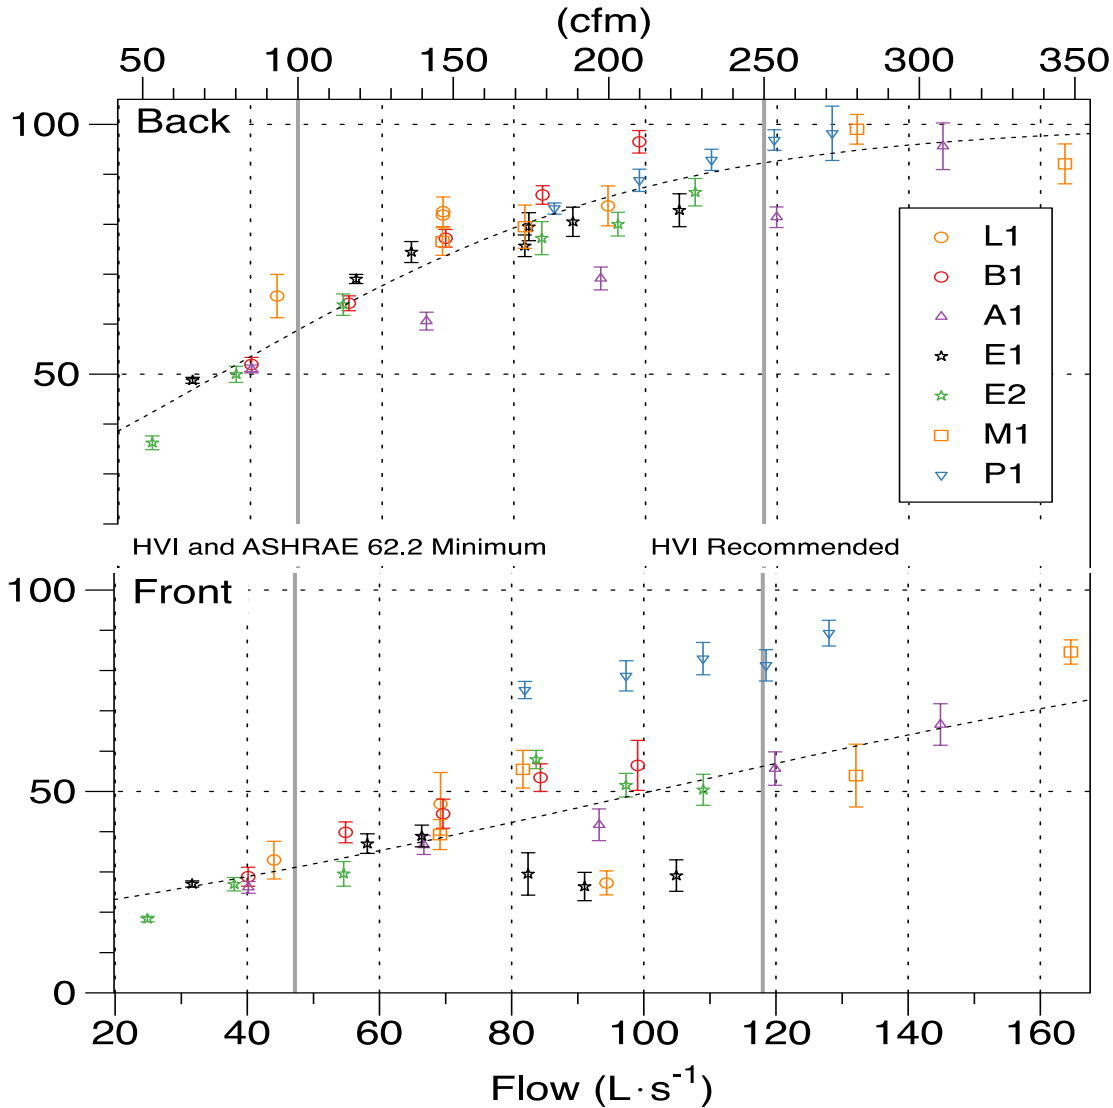 (cfm)
50 100 150 200 250 300 350
Back
100
50
L1
B1
A1
E1
E2
M1
P1
HVI and ASHRAE 62.2 Minimum HVI Recommended
Front
100
50
0
20 40 60 80 100 120 140 160
Flow (L·s⁻¹)